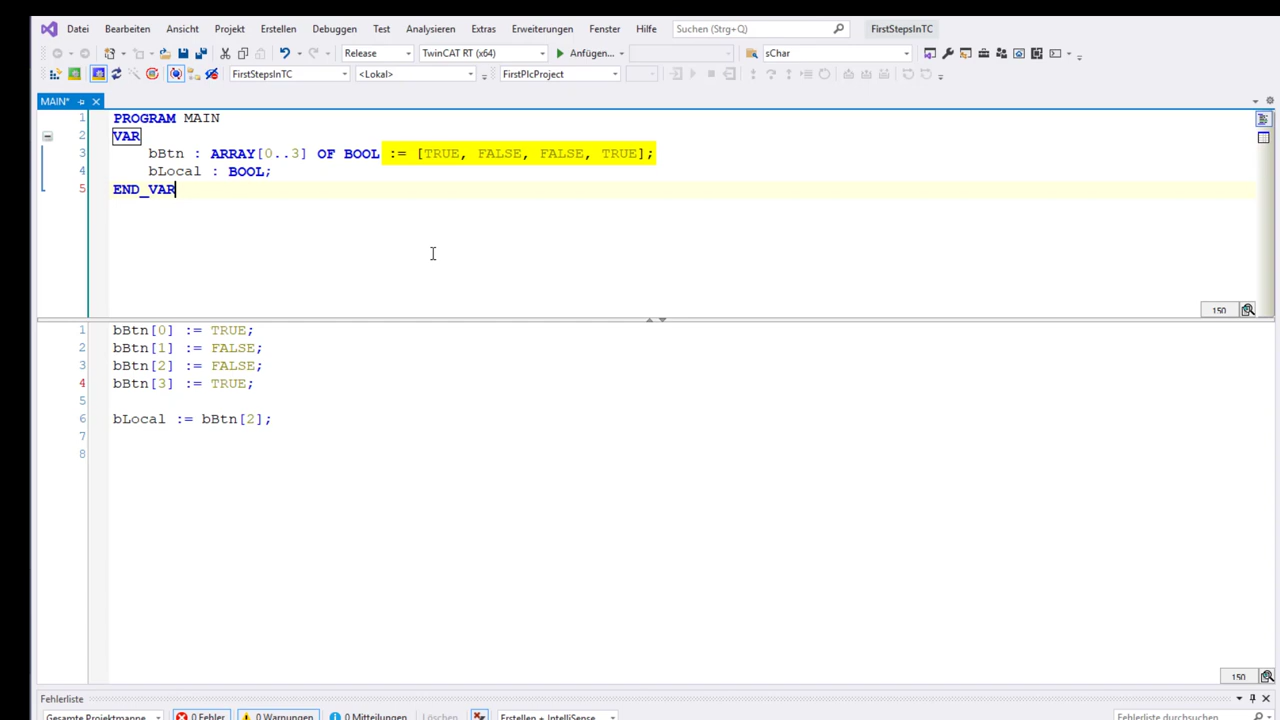 Datei Bearbeiten Ansicht Projekt Erstellen Debuggen Test Analysieren Extras Erweiterungen Fenster Hilfe Suchen (Strg+Q) FirstStepsInTC
Release TwinCAT RT (x64) Anfügen... sChar
FirstStepsInTC <Lokal> FirstPlcProject
MAIN*
1 PROGRAM MAIN
2 VAR
3 bBtn : ARRAY[0..3] OF BOOL := [TRUE, FALSE, FALSE, TRUE];
4 bLocal : BOOL;
5 END_VAR
150
1 bBtn[0] := TRUE;
2 bBtn[1] := FALSE;
3 bBtn[2] := FALSE;
4 bBtn[3] := TRUE;
5
6 bLocal := bBtn[2];
7
8
150
Fehlerliste
Gesamte Projektmappe 0 Fehler 0 Warnungen 0 Mitteilungen Löschen Erstellen + IntelliSense Fehlerliste durchsuchen